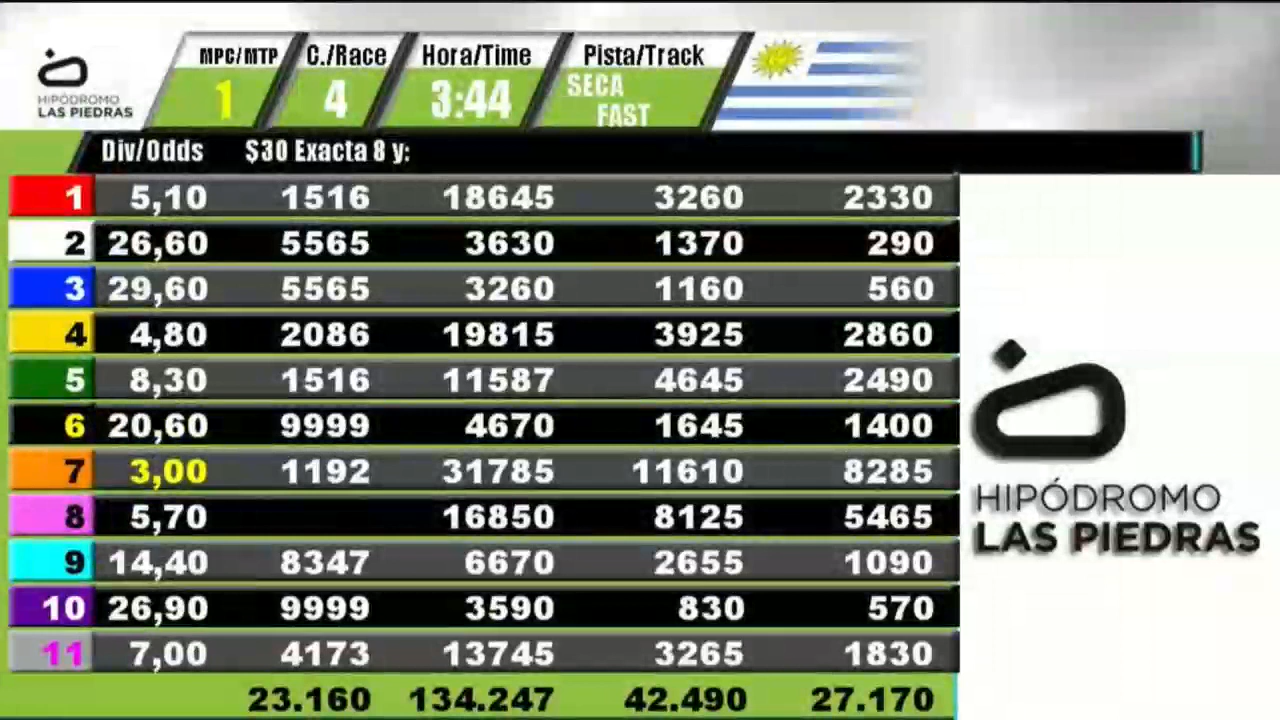 HIPÓDROMO
LAS PIEDRAS
MPC/MTP C./Race Hora/Time Pista/Track
1 4 3:44 SECA
FAST
Div/Odds $30 Exacta 8 y:
1 5,10 1516 18645 3260 2330
2 26,60 5565 3630 1370 290
3 29,60 5565 3260 1160 560
4 4,80 2086 19815 3925 2860
5 8,30 1516 11587 4645 2490
6 20,60 9999 4670 1645 1400
7 3,00 1192 31785 11610 8285
8 5,70 16850 8125 5465
9 14,40 8347 6670 2655 1090
10 26,90 9999 3590 830 570
11 7,00 4173 13745 3265 1830
23.160 134.247 42.490 27.170
HIPÓDROMO
LAS PIEDRAS